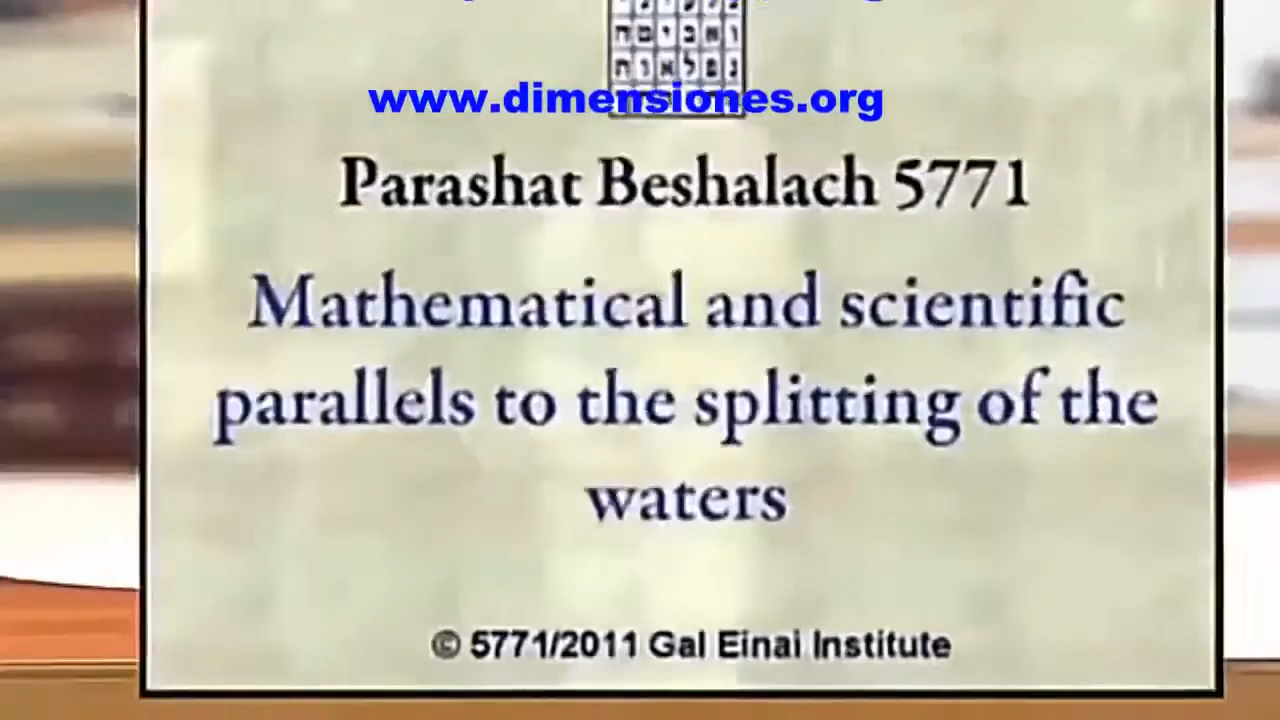 www.dimensiones.org
Parashat Beshalach 5771
Mathematical and scientific
parallels to the splitting of the
waters
© 5771/2011 Gal Einai Institute